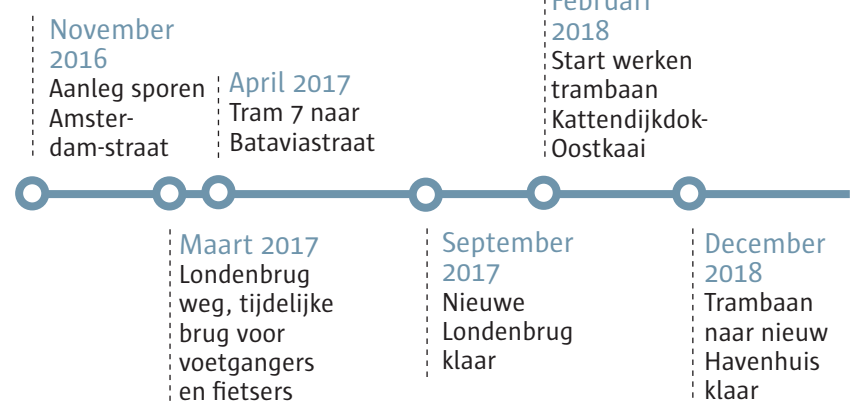 November
2016
Aanleg sporen
Amster-
dam-straat
April 2017
Tram 7 naar
Bataviastraat
Februari
2018
Start werken
trambaan
Kattendijkdok-
Oostkaai
Maart 2017
Londenbrug
weg, tijdelijke
brug voor
voetgangers
en fietsers
September
2017
Nieuwe
Londenbrug
klaar
December
2018
Trambaan
naar nieuw
Havenhuis
klaar